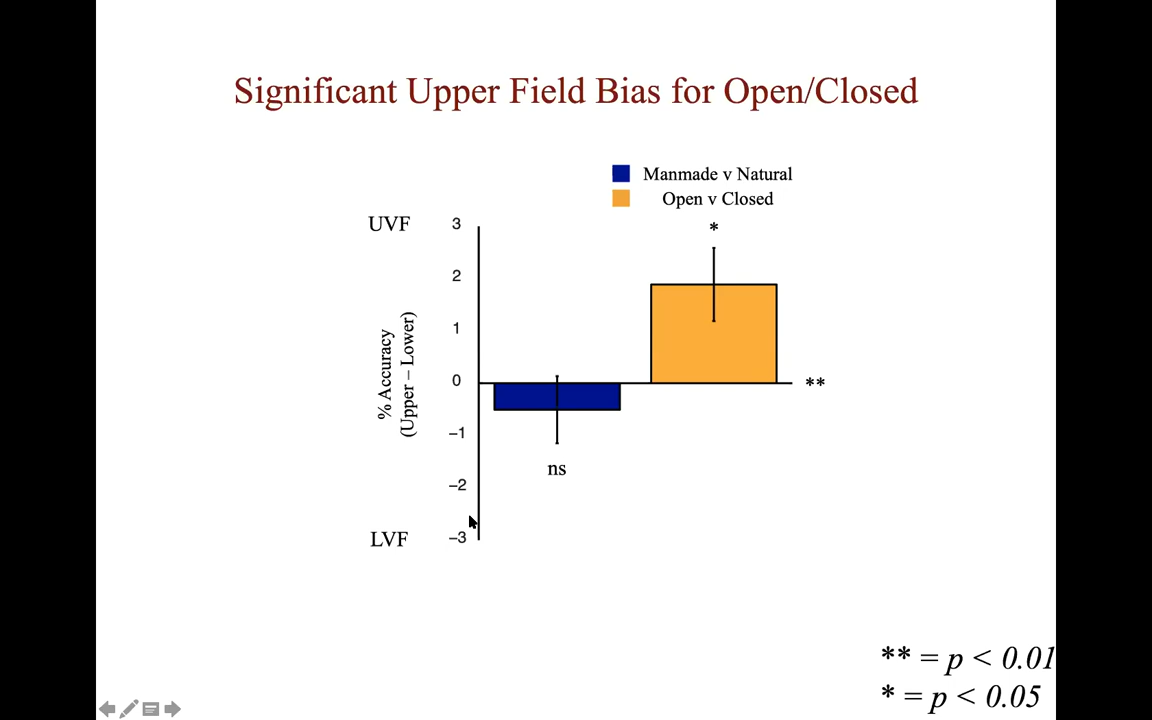 Significant Upper Field Bias for Open/Closed
Manmade v Natural
Open v Closed
UVF
3
*
2
1
0
**
% Accuracy
(Upper – Lower)
–1
ns
–2
LVF
–3
** = p < 0.01
* = p < 0.05